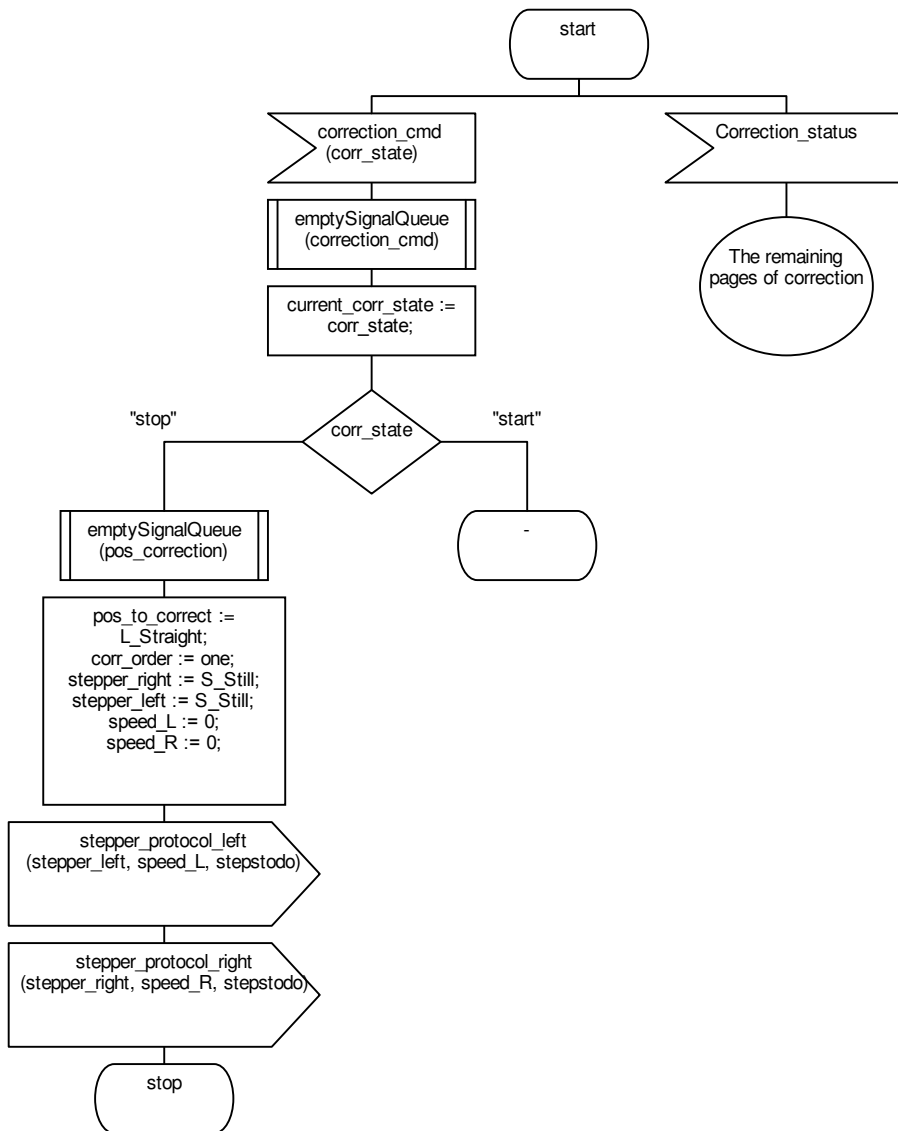 start
correction_cmd
(corr_state)
Correction_status
emptySignalQueue
(correction_cmd)
The remaining
pages of correction
current_corr_state :=
corr_state;
"stop"
corr_state
"start"
emptySignalQueue
(pos_correction)
-
pos_to_correct :=
L_Straight;
corr_order := one;
stepper_right := S_Still;
stepper_left := S_Still;
speed_L := 0;
speed_R := 0;
stepper_protocol_left
(stepper_left, speed_L, stepstodo)
stepper_protocol_right
(stepper_right, speed_R, stepstodo)
stop